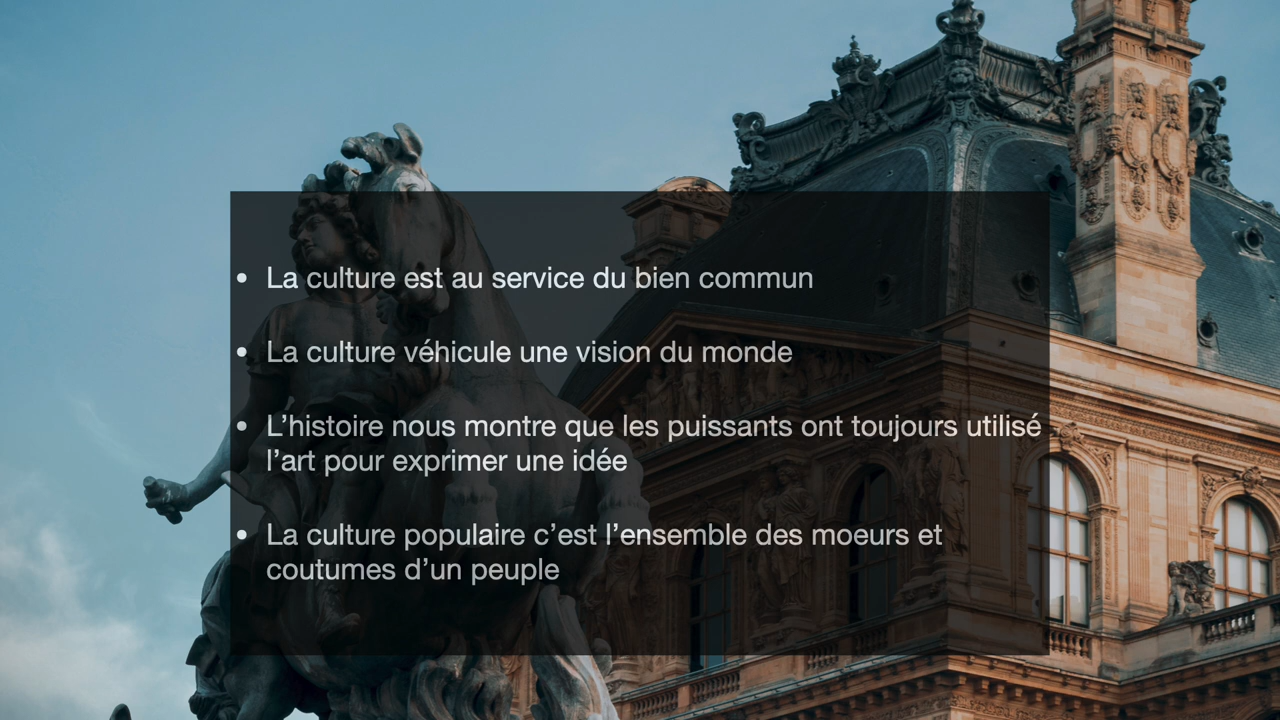 • La culture est au service du bien commun
• La culture véhicule une vision du monde
• L’histoire nous montre que les puissants ont toujours utilisé
l’art pour exprimer une idée
• La culture populaire c’est l’ensemble des moeurs et
coutumes d’un peuple